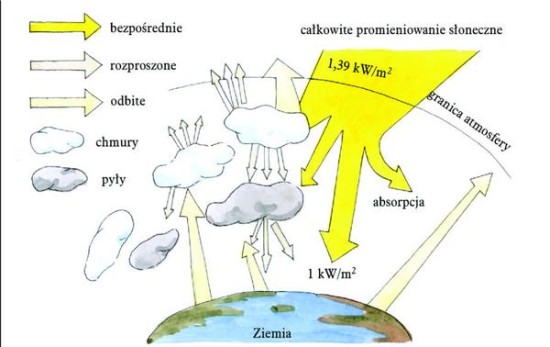 bezpośrednie
rozproszone
odbite
chmury
pyły
całkowite promieniowanie słoneczne
1,39 kW/m²
granica atmosfery
absorpcja
1 kW/m²
Ziemia